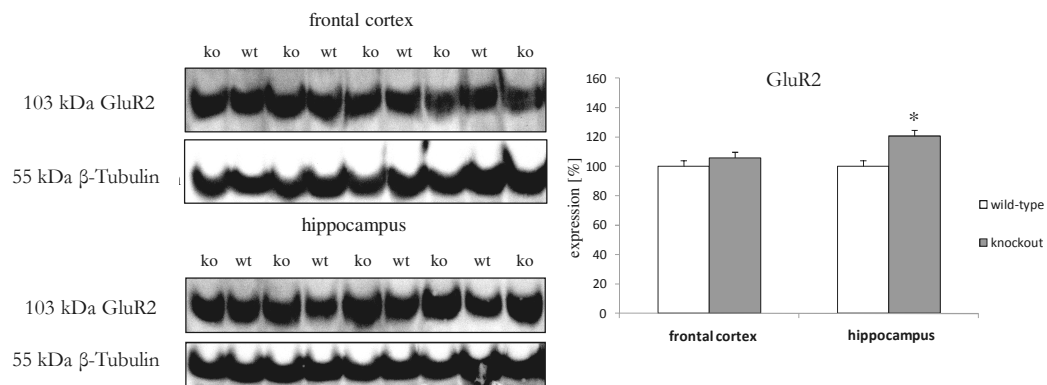 frontal cortex
ko wt ko wt ko wt ko wt ko
103 kDa GluR2
55 kDa β-Tubulin
hippocampus
ko wt ko wt ko wt ko wt ko
103 kDa GluR2
55 kDa β-Tubulin
GluR2
expression [%]
160
140
120
100
80
60
40
20
0
*
frontal cortex hippocampus
wild-type
knockout